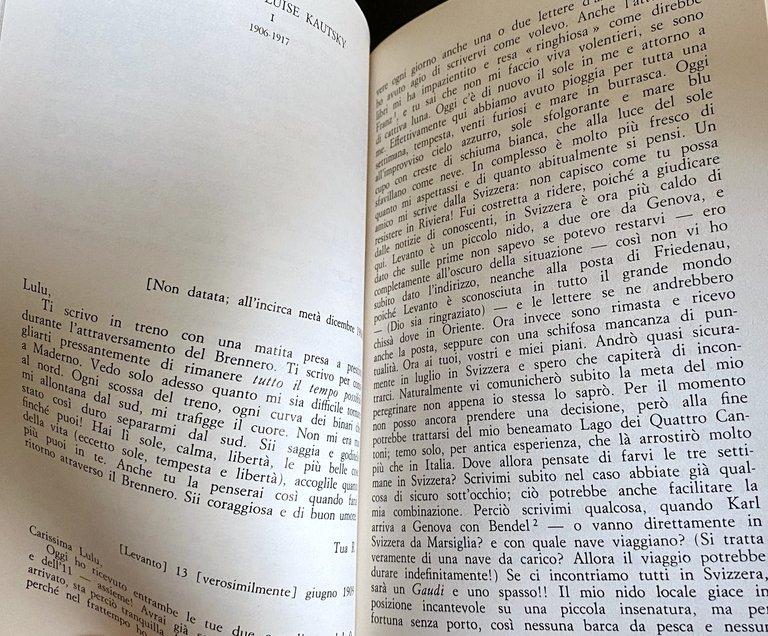 LUISE KAUTSKY
I
1906-1917
[Non datata; all'incirca metà dicembre
Lulu,
Ti scrivo in treno con una matita presa a
durante l'attraversamento del Brennero. Ti scrivo per
gliarti pressantemente di rimanere tutto il tempo
a Maderno. Vedo solo adesso quanto mi sia difficile
al nord. Ogni scossa del treno, ogni curva dei binari
mi allontana dal sud, mi trafigge il cuore. Non mi era
stato così duro separarmi dal sud. Sii saggia e
finché puoi! Hai lì sole, calma, libertà, le più belle
della vita (eccetto sole, tempesta e libertà), accoglile
più puoi in te. Anche tu la penserai così quando
ritorno attraverso il Brennero. Sii coraggiosa e di buon
Tua
[Levanto] 13 [verosimilmente] giugno
Carissima Lulu,
Oggi ho ricevuto entrambe le tue due
e dell'11 — assieme! Avrai già
arrivato, sta perciò tranquilla
perché nel frattempo ho
vere ogni giorno anche una o due lettere
ho avuto agio di scrivervi come volevo. Anche
libri mi ha impazientito e resa « ringhiosa » come direbbe
Franz¹, e tu sai che non mi faccio viva volentieri, se sono
di cattiva luna. Oggi c'è di nuovo il sole in me e attorno a
me. Effettivamente qui abbiamo avuto pioggia per tutta una
settimana, tempesta, venti furiosi e mare in burrasca. Oggi
all'improvviso cielo azzurro, sole sfolgorante e mare blu
cupo con creste di schiuma bianca, che alla luce del sole
sfavillano come neve. In complesso è molto più fresco di
quanto mi aspettassi e di quanto abitualmente si pensi. Un
amico mi scrive dalla Svizzera: non capisco come tu possa
resistere in Riviera! Fui costretta a ridere, poiché a giudicare
dalle notizie di conoscenti, in Svizzera è ora più caldo di
qui. Levanto è un piccolo nido, a due ore da Genova, e
dato che sulle prime non sapevo se potevo restarvi — ero
completamente all'oscuro della situazione — così non vi ho
subito dato l'indirizzo, neanche alla posta di Friedenau,
poiché Levanto è sconosciuta in tutto il grande mondo
— (Dio sia ringraziato) — e le lettere se ne andrebbero
chissà dove in Oriente. Ora invece sono rimasta e ricevo
anche la posta, seppure con una schifosa mancanza di pun-
tualità. Ora ai tuoi, vostri e miei piani. Andrò quasi sicura-
mente in luglio in Svizzera e spero che capiterà di incon-
trarci. Naturalmente vi comunicherò subito la meta del mio
peregrinare non appena io stessa lo saprò. Per il momento
non posso ancora prendere una decisione, però alla fine
potrebbe trattarsi del mio beneamato Lago dei Quattro Can-
toni; temo solo, per antica esperienza, che là arrostirò molto
più che in Italia. Dove allora pensate di farvi le tre setti-
mane in Svizzera? Scrivimi subito nel caso abbiate già qual-
cosa di sicuro sott'occhio; ciò potrebbe anche facilitare la
mia combinazione. Perciò scrivimi qualcosa, quando Karl
arriva a Genova con Bendel² — o vanno direttamente in
Svizzera da Marsiglia? e con quale nave viaggiano? (Si tratta
veramente di una nave da carico? Allora il viaggio potrebbe
durare indefinitamente!) Se ci incontriamo tutti in Svizzera,
sarà un Gaudi e uno spasso!! Il mio nido locale giace in
posizione incantevole su una piccola insenatura, ma per
fortuna senza porto, così nessuna barca da pesca e nessun